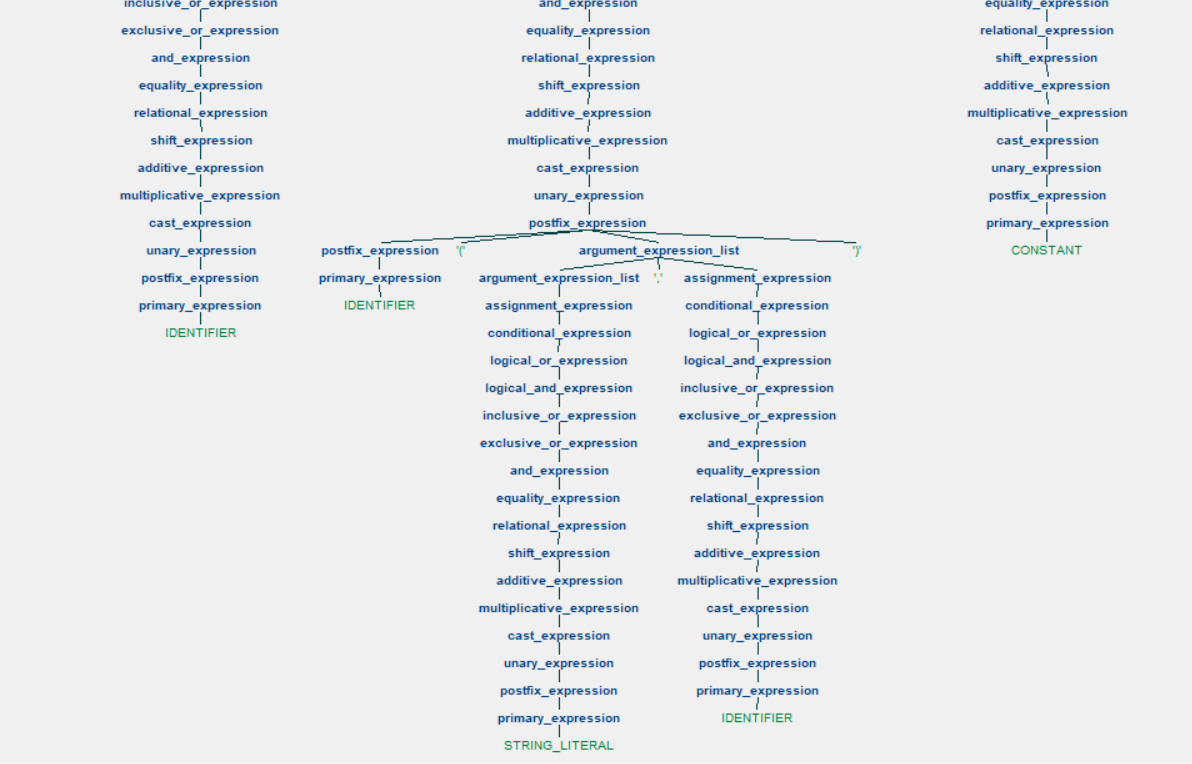 inclusive_or_expression and_expression equality_expression
exclusive_or_expression equality_expression relational_expression
and_expression relational_expression shift_expression
equality_expression shift_expression additive_expression
relational_expression additive_expression multiplicative_expression
shift_expression multiplicative_expression cast_expression
additive_expression cast_expression unary_expression
multiplicative_expression unary_expression postfix_expression
cast_expression postfix_expression primary_expression
unary_expression postfix_expression '(' argument_expression_list ')' CONSTANT
postfix_expression primary_expression argument_expression_list ',' assignment_expression
primary_expression IDENTIFIER assignment_expression conditional_expression
IDENTIFIER conditional_expression logical_or_expression
logical_or_expression logical_and_expression
logical_and_expression inclusive_or_expression
inclusive_or_expression exclusive_or_expression
exclusive_or_expression and_expression
and_expression equality_expression
equality_expression relational_expression
relational_expression shift_expression
shift_expression additive_expression
additive_expression multiplicative_expression
multiplicative_expression cast_expression
cast_expression unary_expression
unary_expression postfix_expression
postfix_expression primary_expression
primary_expression IDENTIFIER
STRING_LITERAL